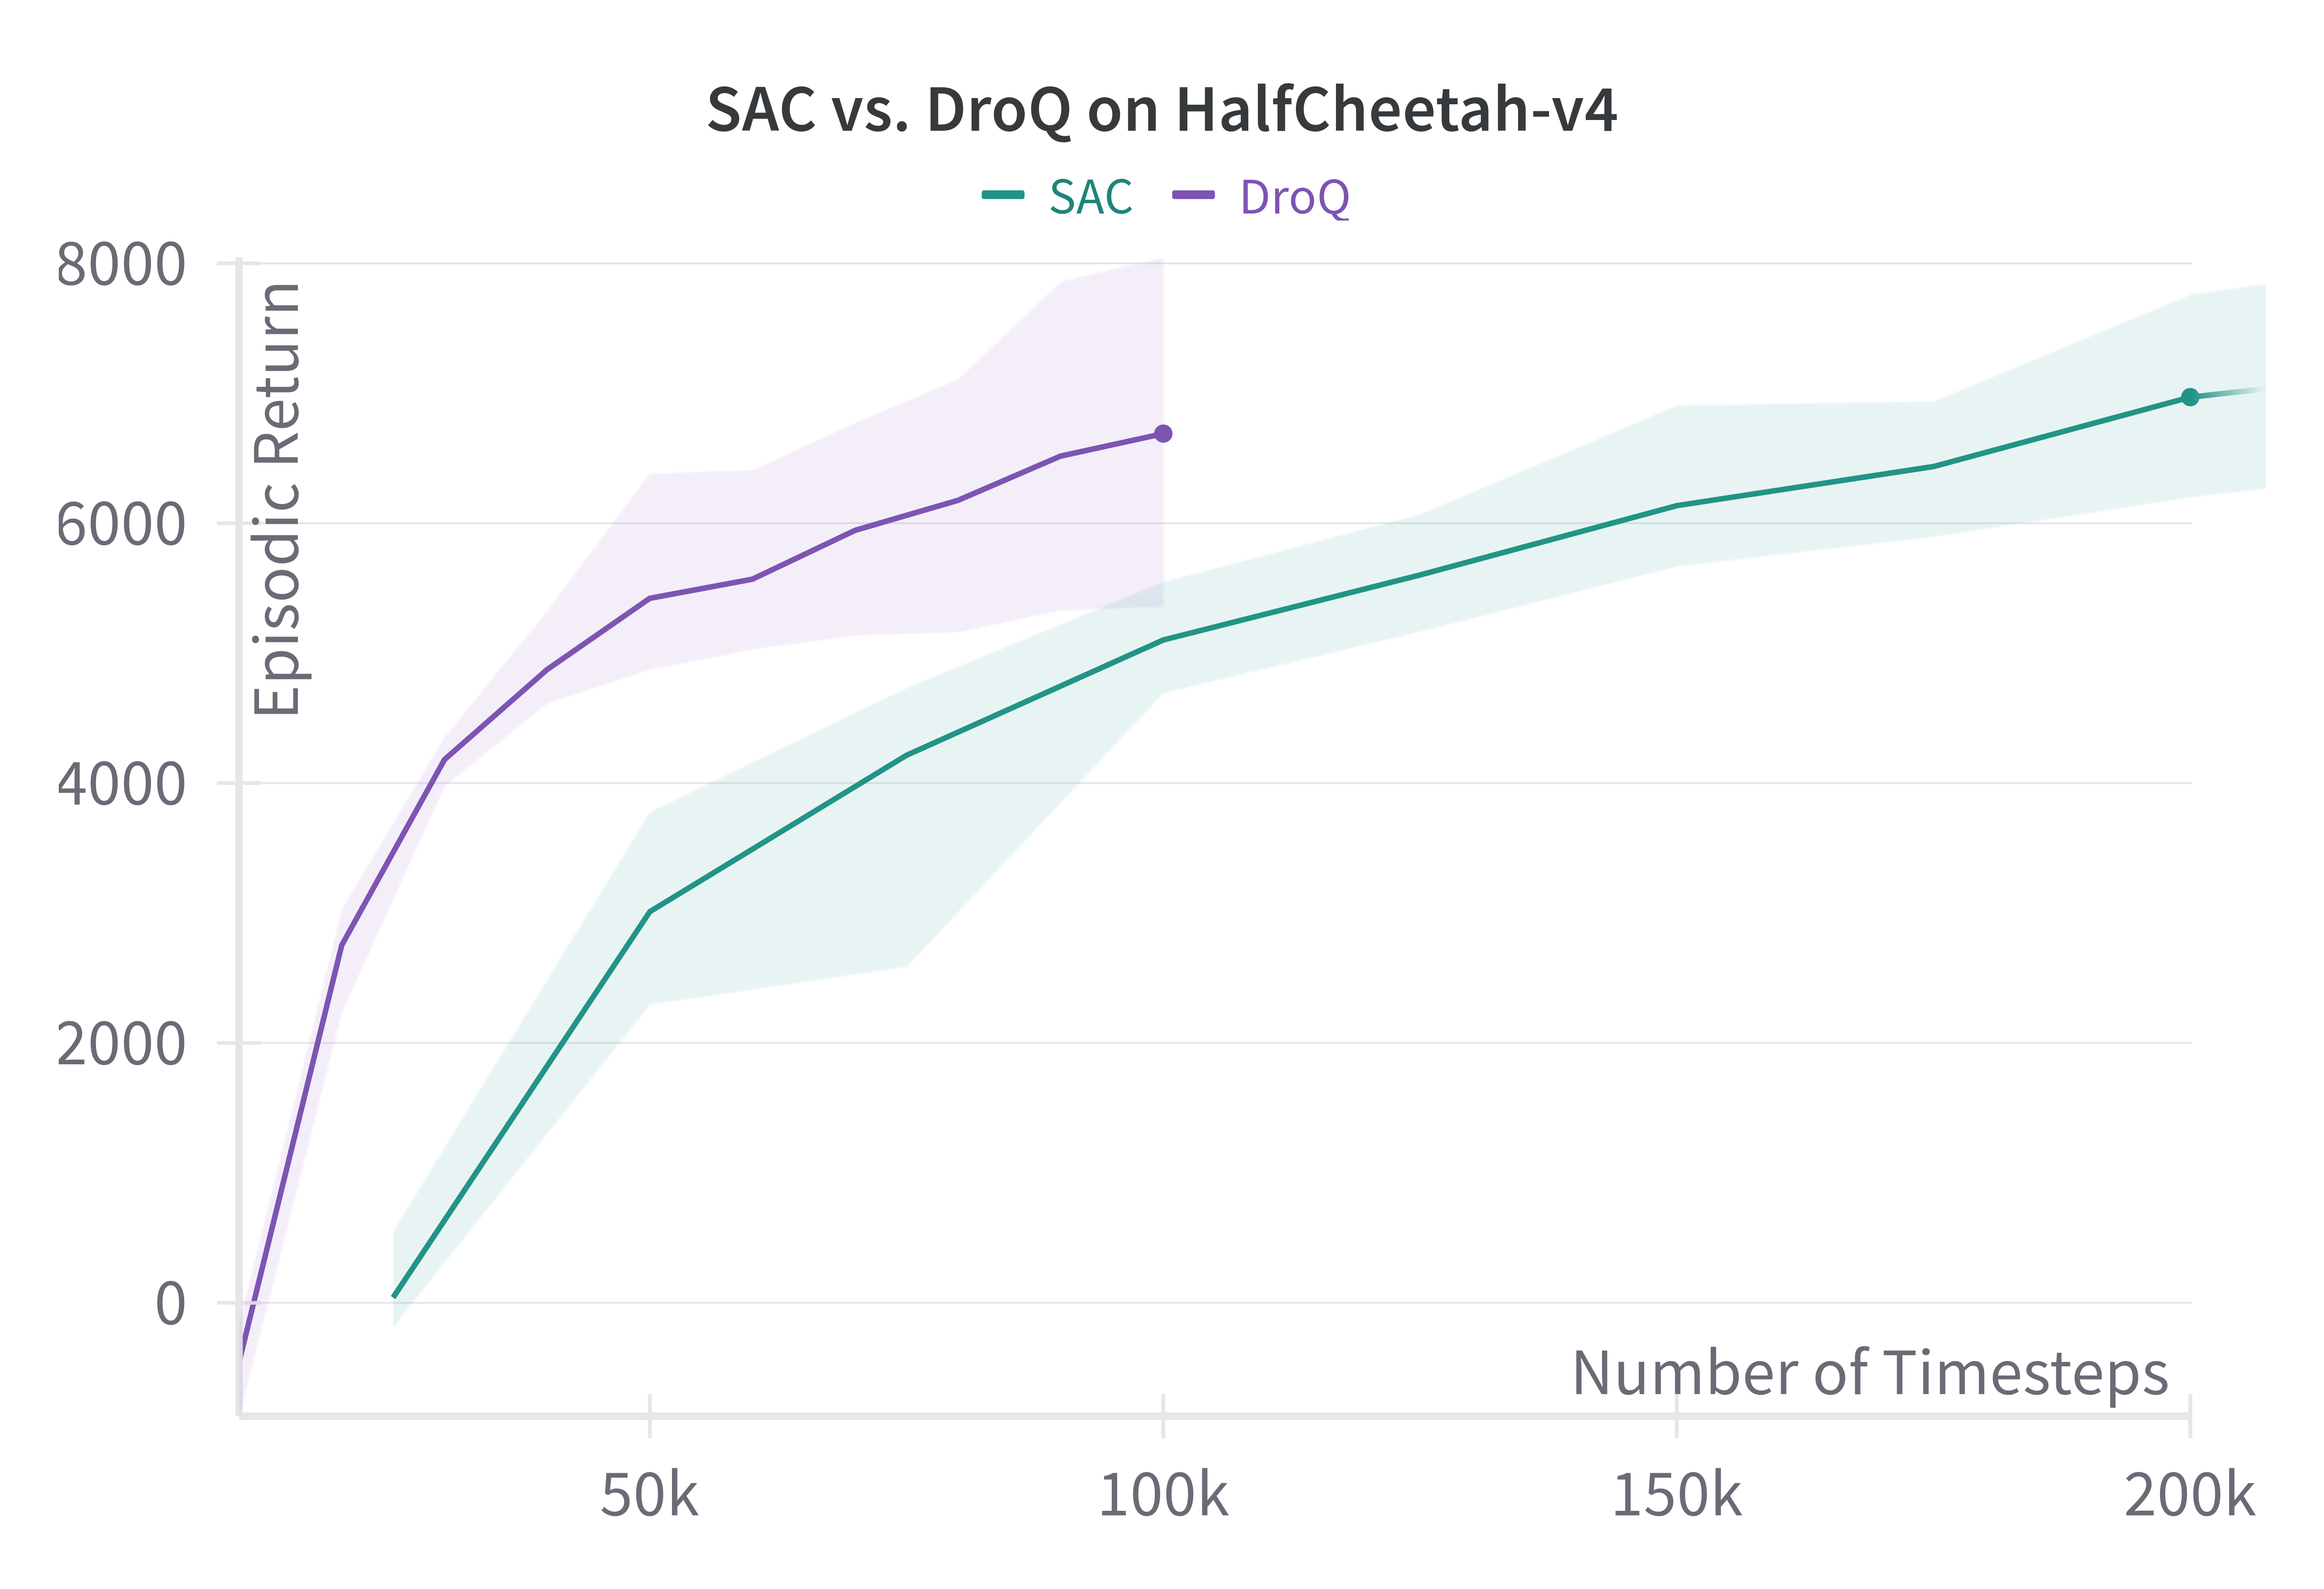 SAC vs. DroQ on HalfCheetah-v4
SAC DroQ
8000
6000
4000
2000
0
Episodic Return
Number of Timesteps
50k 100k 150k 200k